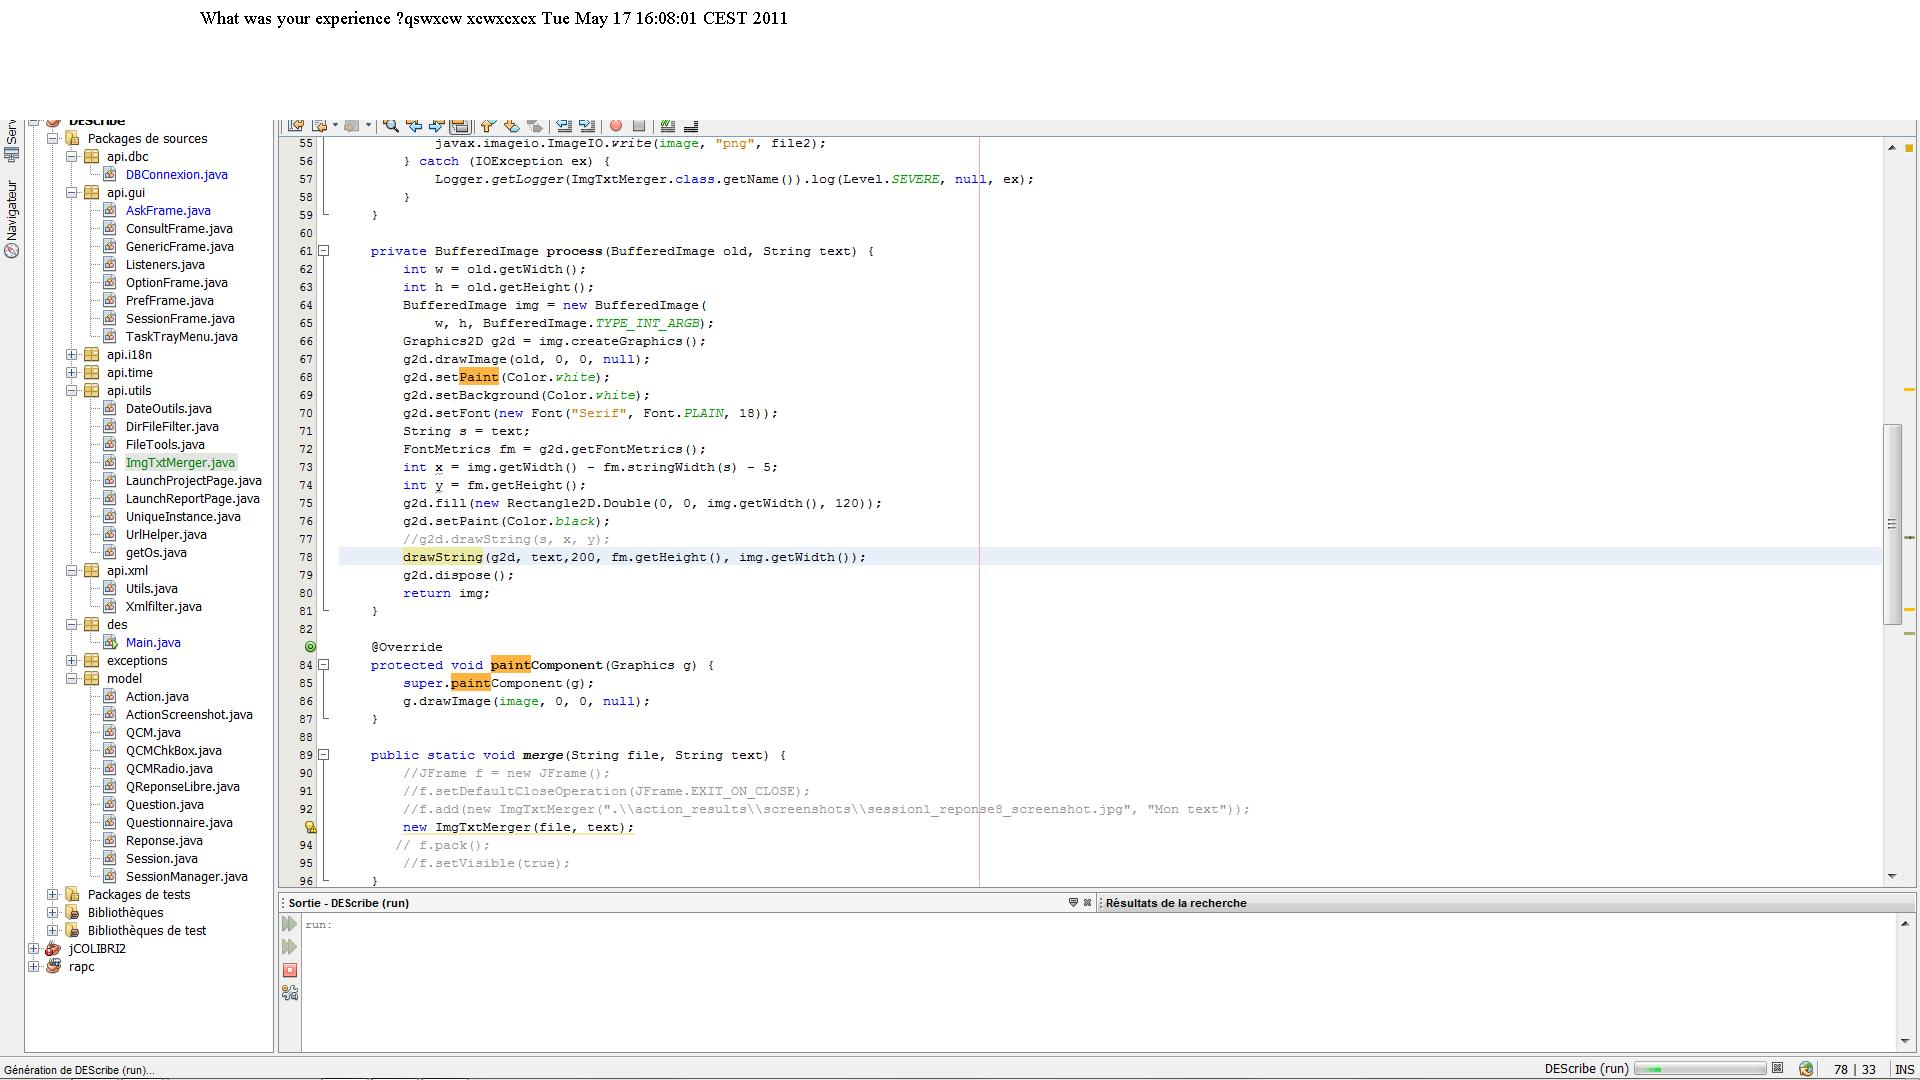 What was your experience ?qswxcw xcwxcxcx Tue May 17 16:08:01 CEST 2011
Serv
Navigateur
DEScribe
Packages de sources
api.dbc
DBConnexion.java
api.gui
AskFrame.java
ConsultFrame.java
GenericFrame.java
Listeners.java
OptionFrame.java
PrefFrame.java
SessionFrame.java
TaskTrayMenu.java
api.i18n
api.time
api.utils
DateOutils.java
DirFileFilter.java
FileTools.java
ImgTxtMerger.java
LaunchProjectPage.java
LaunchReportPage.java
UniqueInstance.java
UrlHelper.java
getOs.java
api.xml
Utils.java
Xmlfilter.java
des
Main.java
exceptions
model
Action.java
ActionScreenshot.java
QCM.java
QCMChkBox.java
QCMRadio.java
QReponseLibre.java
Question.java
Questionnaire.java
Reponse.java
Session.java
SessionManager.java
Packages de tests
Bibliothèques
Bibliothèques de test
jCOLIBRI2
rapc
55 javax.imageio.ImageIO.write(image, "png", file2);
56 } catch (IOException ex) {
57 Logger.getLogger(ImgTxtMerger.class.getName()).log(Level.SEVERE, null, ex);
58 }
59 }
60
61 private BufferedImage process(BufferedImage old, String text) {
62 int w = old.getWidth();
63 int h = old.getHeight();
64 BufferedImage img = new BufferedImage(
65 w, h, BufferedImage.TYPE_INT_ARGB);
66 Graphics2D g2d = img.createGraphics();
67 g2d.drawImage(old, 0, 0, null);
68 g2d.setPaint(Color.white);
69 g2d.setBackground(Color.white);
70 g2d.setFont(new Font("Serif", Font.PLAIN, 18));
71 String s = text;
72 FontMetrics fm = g2d.getFontMetrics();
73 int x = img.getWidth() - fm.stringWidth(s) - 5;
74 int y = fm.getHeight();
75 g2d.fill(new Rectangle2D.Double(0, 0, img.getWidth(), 120));
76 g2d.setPaint(Color.black);
77 //g2d.drawString(s, x, y);
78 drawString(g2d, text,200, fm.getHeight(), img.getWidth());
79 g2d.dispose();
80 return img;
81 }
82
@Override
84 protected void paintComponent(Graphics g) {
85 super.paintComponent(g);
86 g.drawImage(image, 0, 0, null);
87 }
88
89 public static void merge(String file, String text) {
90 //JFrame f = new JFrame();
91 //f.setDefaultCloseOperation(JFrame.EXIT_ON_CLOSE);
92 //f.add(new ImgTxtMerger(".\\action_results\\screenshots\\session1_reponse8_screenshot.jpg", "Mon text"));
new ImgTxtMerger(file, text);
94 // f.pack();
95 //f.setVisible(true);
96 }
Sortie - DEScribe (run)
Résultats de la recherche
run:
Génération de DEScribe (run)...
DEScribe (run)
78 | 33
INS